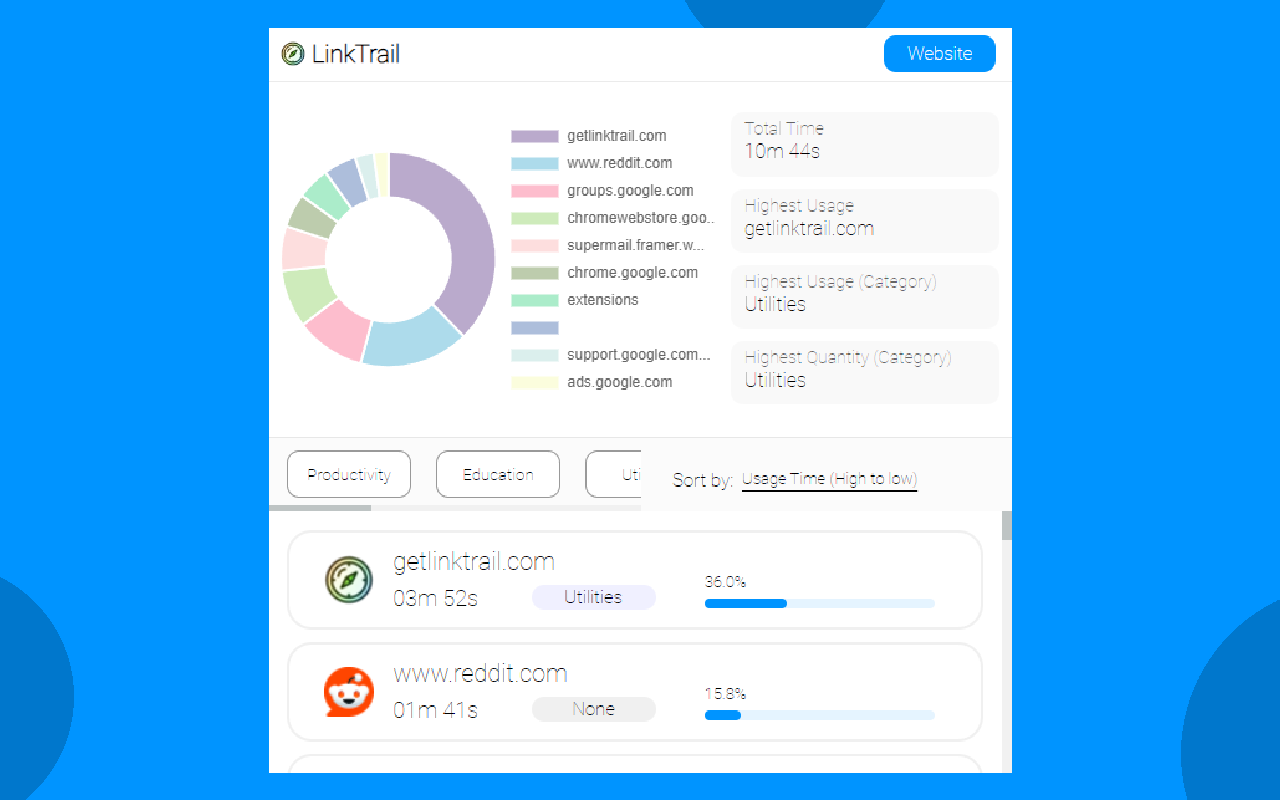 LinkTrail
Website
getlinktrail.com
www.reddit.com
groups.google.com
chromewebstore.goo..
supermail.framer.w...
chrome.google.com
extensions
support.google.com...
ads.google.com
Total Time
10m 44s
Highest Usage
getlinktrail.com
Highest Usage (Category)
Utilities
Highest Quantity (Category)
Utilities
Productivity
Education
Uti
Sort by: Usage Time (High to low)
getlinktrail.com
03m 52s
Utilities
36.0%
www.reddit.com
01m 41s
None
15.8%